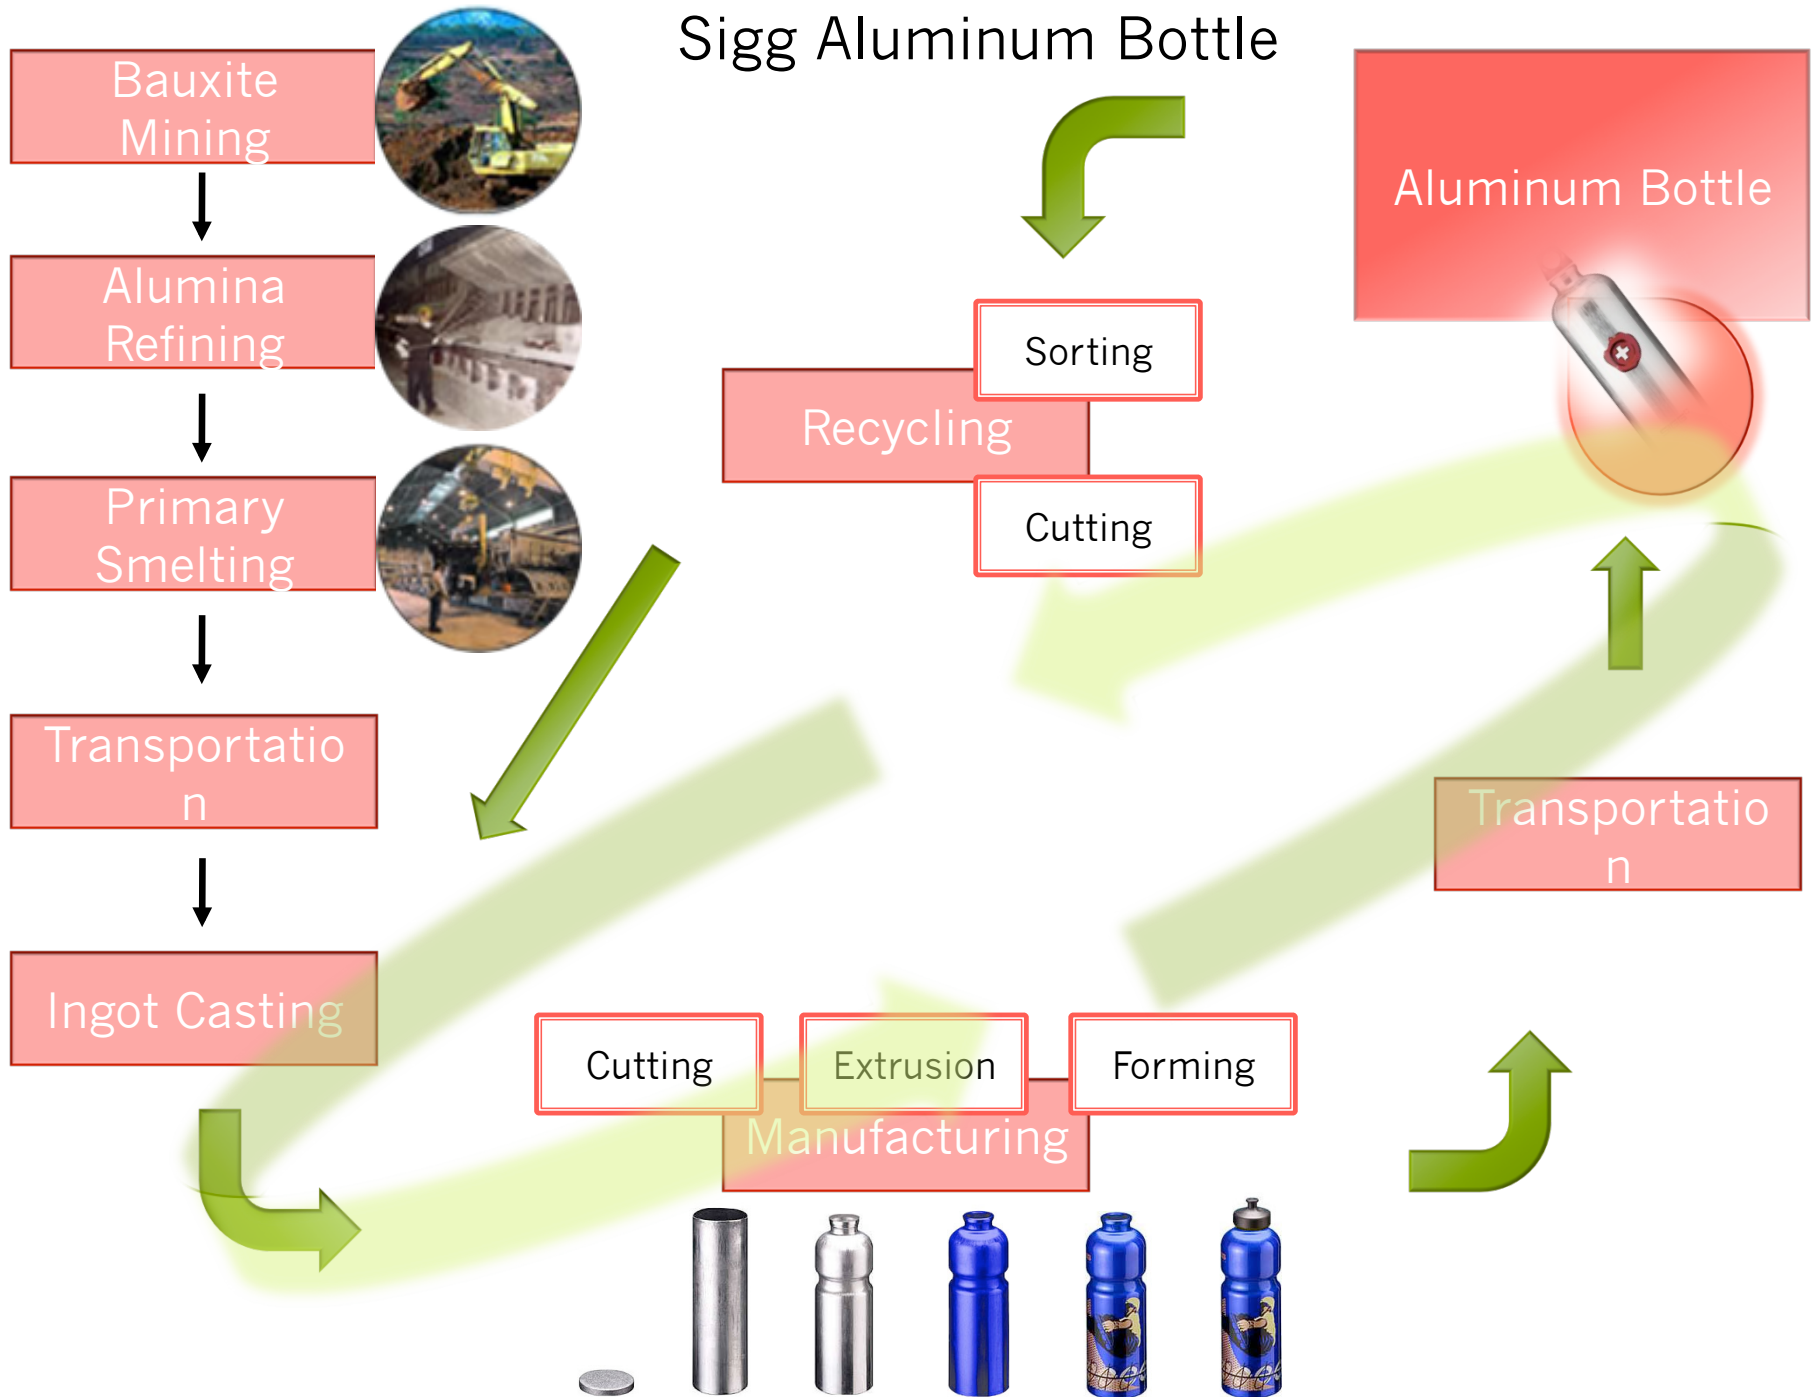 Sigg Aluminum Bottle
Bauxite
Mining
Alumina
Refining
Primary
Smelting
Transportatio
n
Ingot Casting
Sorting
Recycling
Cutting
Aluminum Bottle
Transportatio
n
Cutting
Extrusion
Forming
Manufacturing